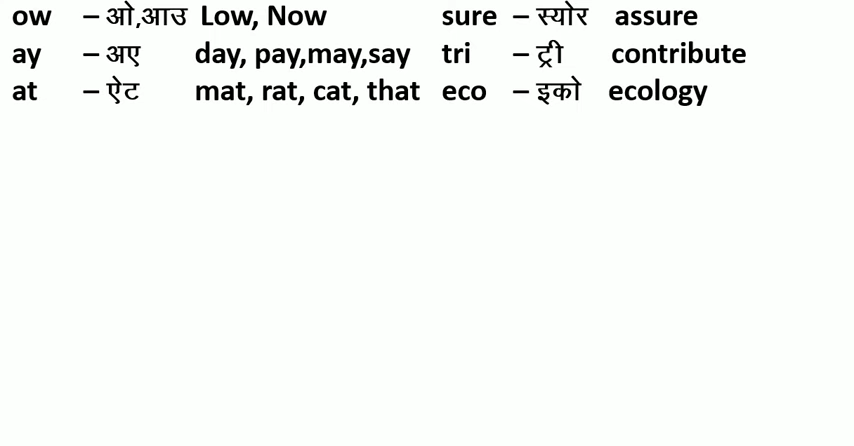 ow – ओ,आउ Low, Now sure – स्योर assure
ay – अए day, pay,may,say tri – ट्री contribute
at – ऐट mat, rat, cat, that eco – इको ecology